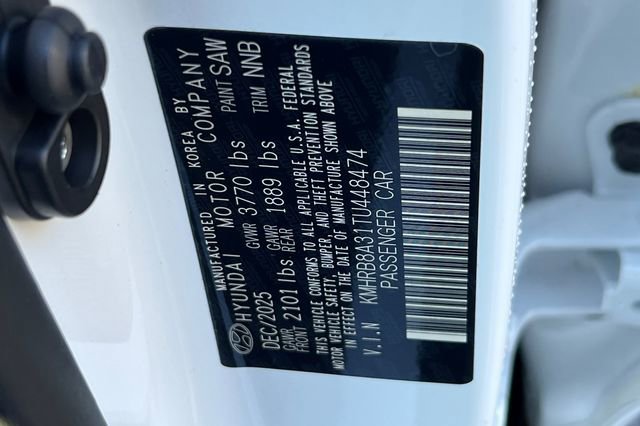 MANUFACTURED IN KOREA BY
HYUNDAI MOTOR COMPANY
DEC/2025 GVWR 3770 lbs PAINT SAW
GAWR FRONT 2101 lbs GAWR REAR 1889 lbs TRIM NNB
THIS VEHICLE CONFORMS TO ALL APPLICABLE U.S.A. FEDERAL
MOTOR VEHICLE SAFETY, BUMPER, AND THEFT PREVENTION STANDARDS
IN EFFECT ON THE DATE OF MANUFACTURE SHOWN ABOVE
V.I.N KMHRB8A31TU448474
PASSENGER CAR